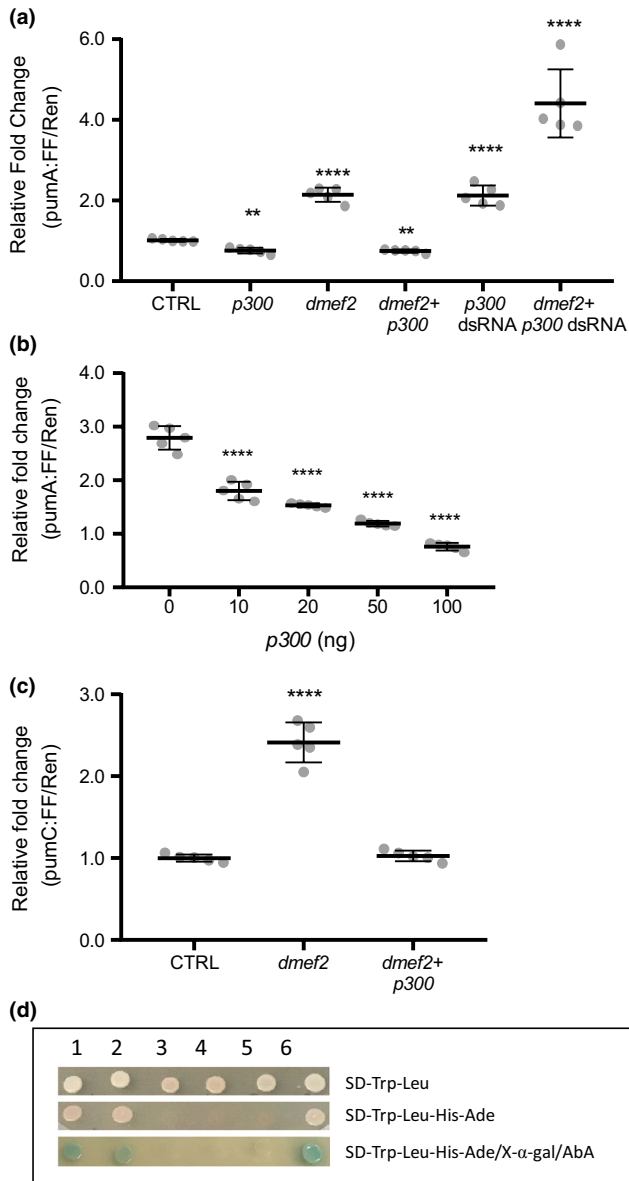 (a)
Relative Fold Change
(pumA:FF/Ren)
6.0
4.0
2.0
0.0
**
****
**
****
****
CTRL
p300
dmef2
dmef2+
p300
p300
dsRNA
dmef2+
p300 dsRNA
(b)
Relative fold change
(pumA:FF/Ren)
4.0
3.0
2.0
1.0
0.0
****
****
****
****
0
10
20
50
100
p300 (ng)
(c)
Relative fold change
(pumC:FF/Ren)
3.0
2.0
1.0
0.0
****
CTRL
dmef2
dmef2+
p300
(d)
1 2 3 4 5 6
SD-Trp-Leu
SD-Trp-Leu-His-Ade
SD-Trp-Leu-His-Ade/X-α-gal/AbA